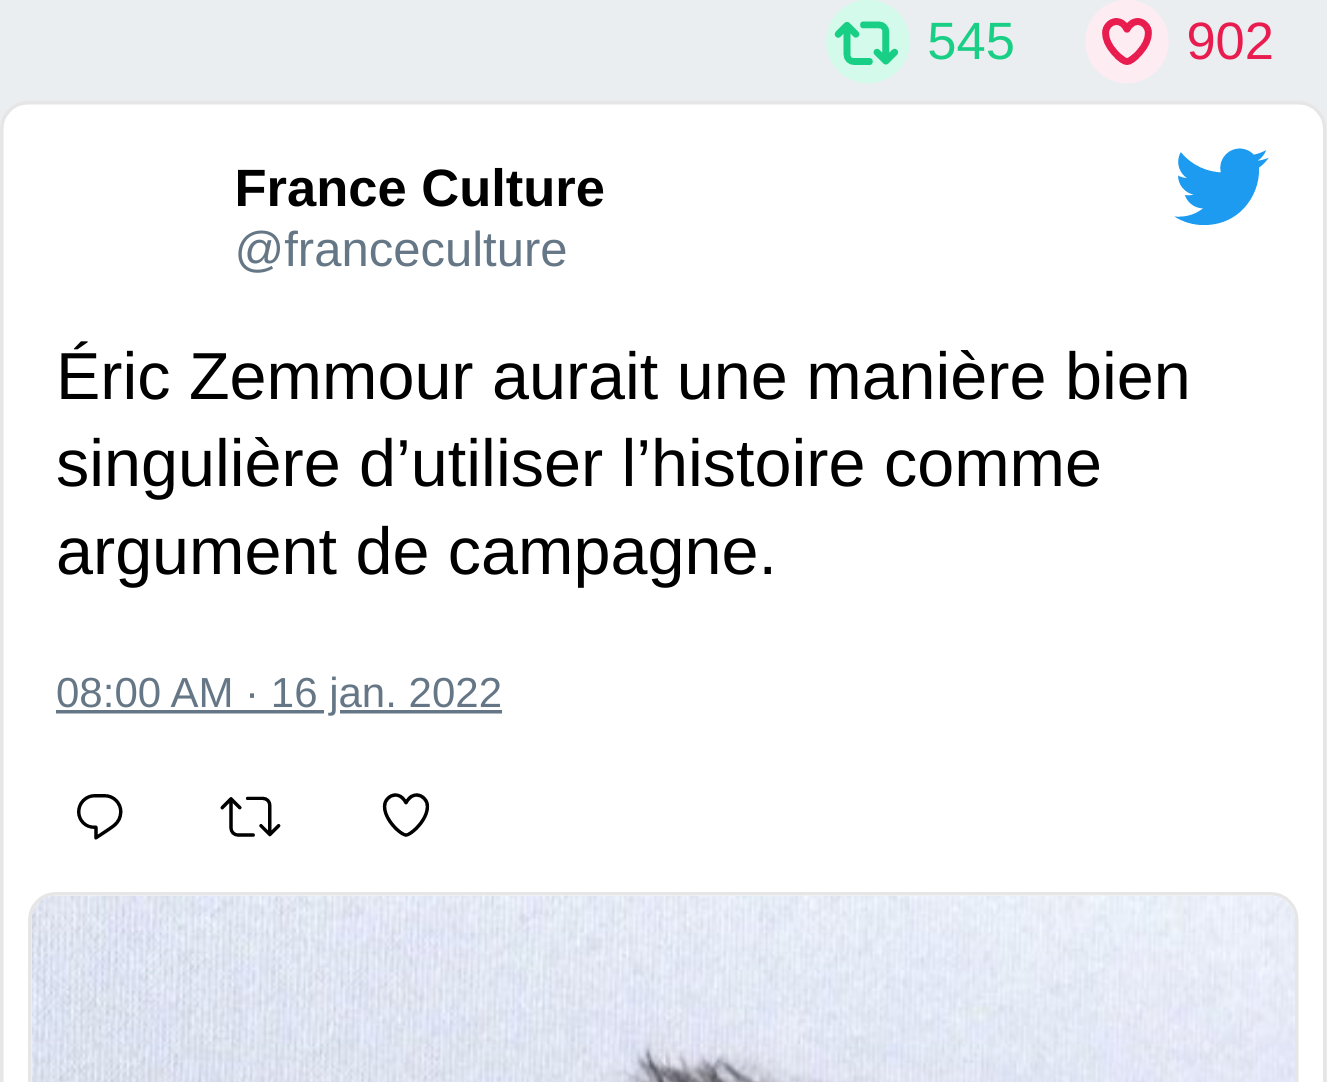 545 902
France Culture
@franceculture
Éric Zemmour aurait une manière bien
singulière d’utiliser l’histoire comme
argument de campagne.
08:00 AM · 16 jan. 2022